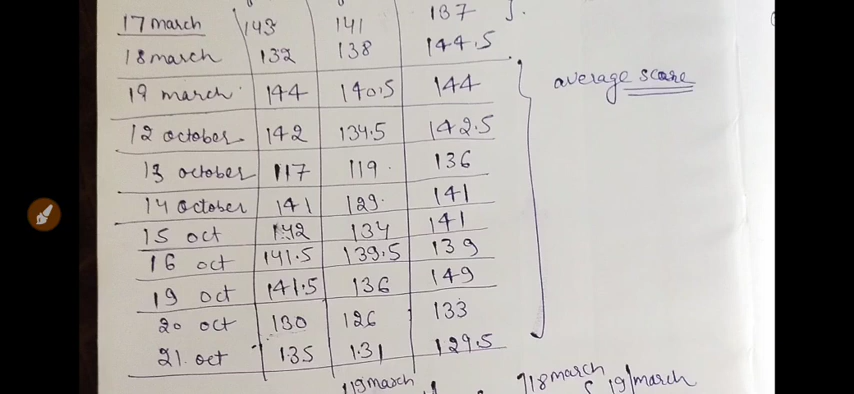 17 march 143 141 137 }.
18 march 132 138 144.5
19 march 144 140.5 144
average score
12 october 142 134.5 142.5
13 october 117 119 136
14 October 141 129 141
15 oct 142 134 141
16 oct 141.5 139.5 139
19 oct 141.5 136 149
20 oct 130 126 133
21 oct 135 131 129.5
19 march 18 march
19 march